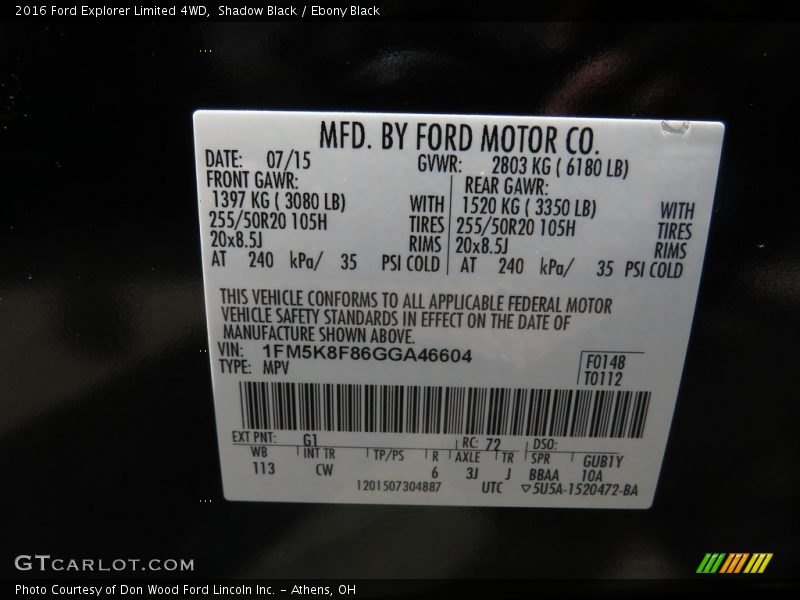 2016 Ford Explorer Limited 4WD, Shadow Black / Ebony Black
MFD. BY FORD MOTOR CO.
DATE: 07/15 GVWR: 2803 KG ( 6180 LB)
FRONT GAWR: REAR GAWR:
1397 KG ( 3080 LB) WITH 1520 KG ( 3350 LB) WITH
255/50R20 105H TIRES 255/50R20 105H TIRES
20x8.5J RIMS 20x8.5J RIMS
AT 240 kPa/ 35 PSI COLD AT 240 kPa/ 35 PSI COLD
THIS VEHICLE CONFORMS TO ALL APPLICABLE FEDERAL MOTOR
VEHICLE SAFETY STANDARDS IN EFFECT ON THE DATE OF
MANUFACTURE SHOWN ABOVE.
VIN: 1FM5K8F86GGA46604
TYPE: MPV
F0148
T0112
EXT PNT: G1 RC: 72 DSO:
WB INT TR TP/PS R AXLE TR SPR GUB1Y
113 CW 6 3J J BBAA 10A
1201507304887 UTC ▽5U5A-1520472-BA
GTCARLOT.COM
Photo Courtesy of Don Wood Ford Lincoln Inc. - Athens, OH